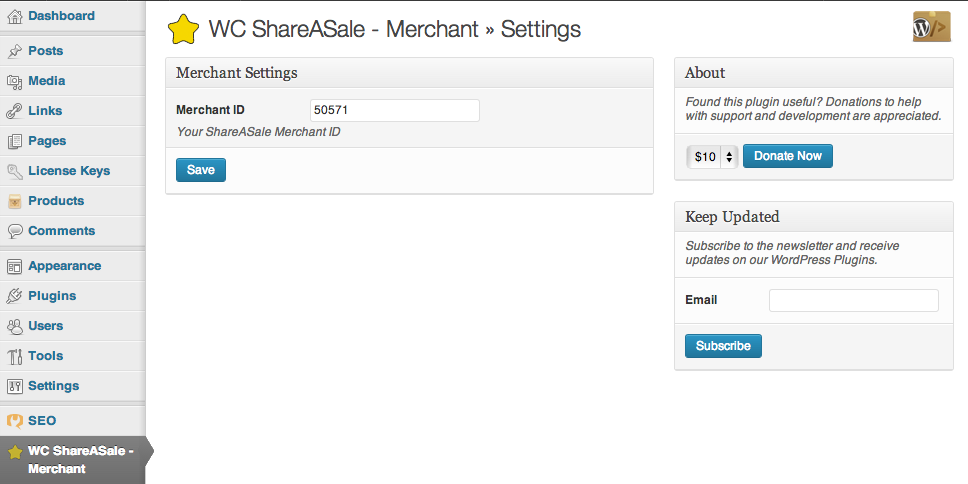 Dashboard
Posts
Media
Links
Pages
License Keys
Products
Comments
Appearance
Plugins
Users
Tools
Settings
SEO
WC ShareASale -
Merchant
WC ShareASale - Merchant » Settings
Merchant Settings
Merchant ID 50571
Your ShareASale Merchant ID
Save
About
Found this plugin useful? Donations to help
with support and development are appreciated.
$10 Donate Now
Keep Updated
Subscribe to the newsletter and receive
updates on our WordPress Plugins.
Email
Subscribe